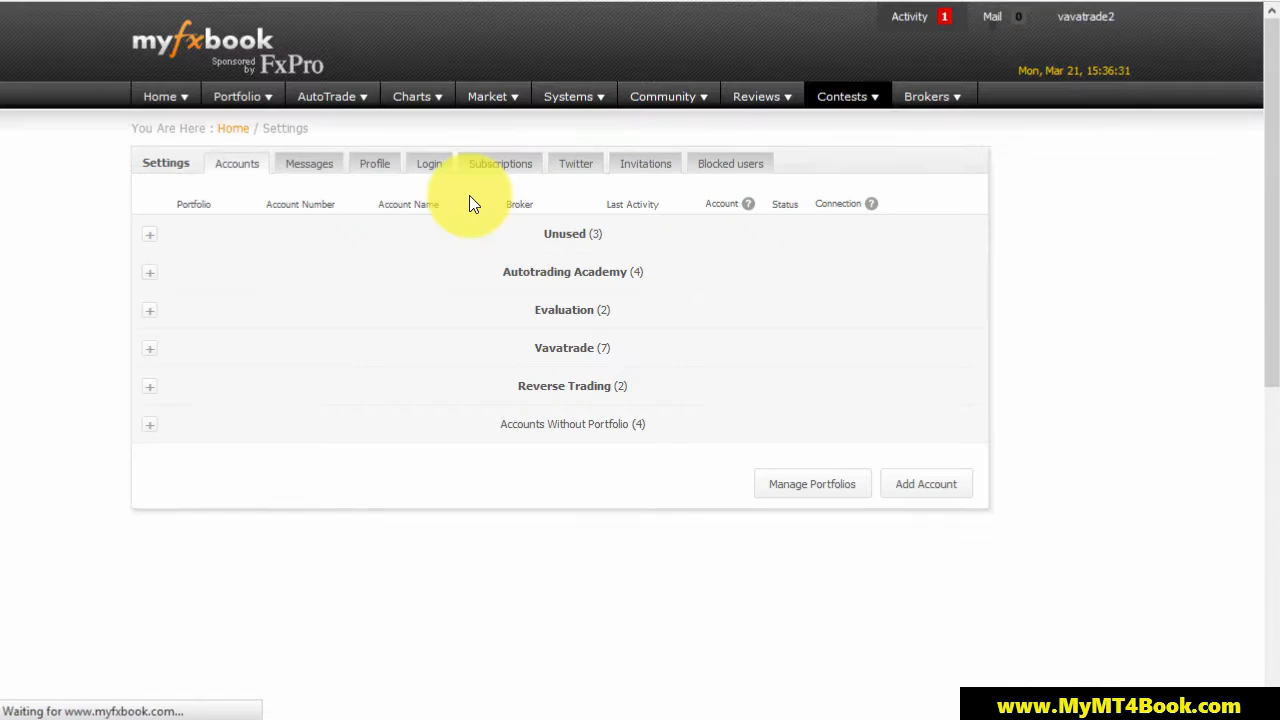 Activity 1 Mail 0 vavatrade2
myfxbook
Sponsored by FxPro
Mon, Mar 21, 15:36:31
Home Portfolio AutoTrade Charts Market Systems Community Reviews Contests Brokers
You Are Here : Home / Settings
Settings Accounts Messages Profile Login Subscriptions Twitter Invitations Blocked users
Portfolio Account Number Account Name Broker Last Activity Account ? Status Connection ?
+ Unused (3)
+ Autotrading Academy (4)
+ Evaluation (2)
+ Vavatrade (7)
+ Reverse Trading (2)
+ Accounts Without Portfolio (4)
Manage Portfolios Add Account
Waiting for www.myfxbook.com...
www.MyMT4Book.com